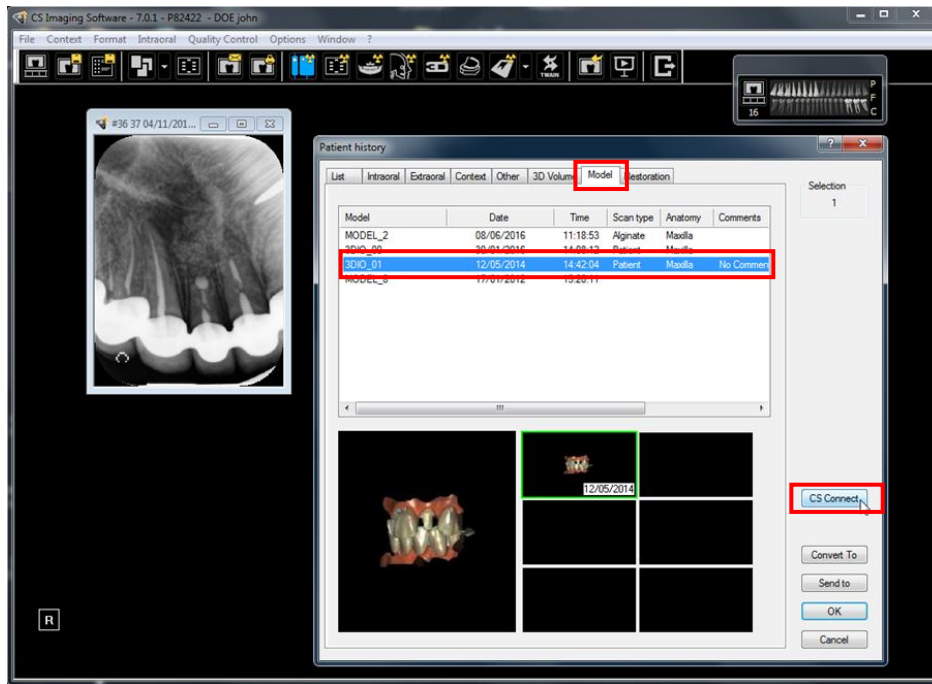 CS Imaging Software - 7.0.1 - P82422 - DOE john
File Context Format Intraoral Quality Control Options Window ?
TWAIN
16
P
F
C
#36 37 04/11/201...
Patient history
List Intraoral Extraoral Context Other 3D Volume Model Restoration
Selection
1
Model Date Time Scan type Anatomy Comments
MODEL_2 08/06/2016 11:18:53 Alginate Maxilla
3DIO_01 12/05/2014 14:42:04 Patient Maxilla No Commen
12/05/2014
CS Connect
Convert To
Send to
OK
Cancel
R